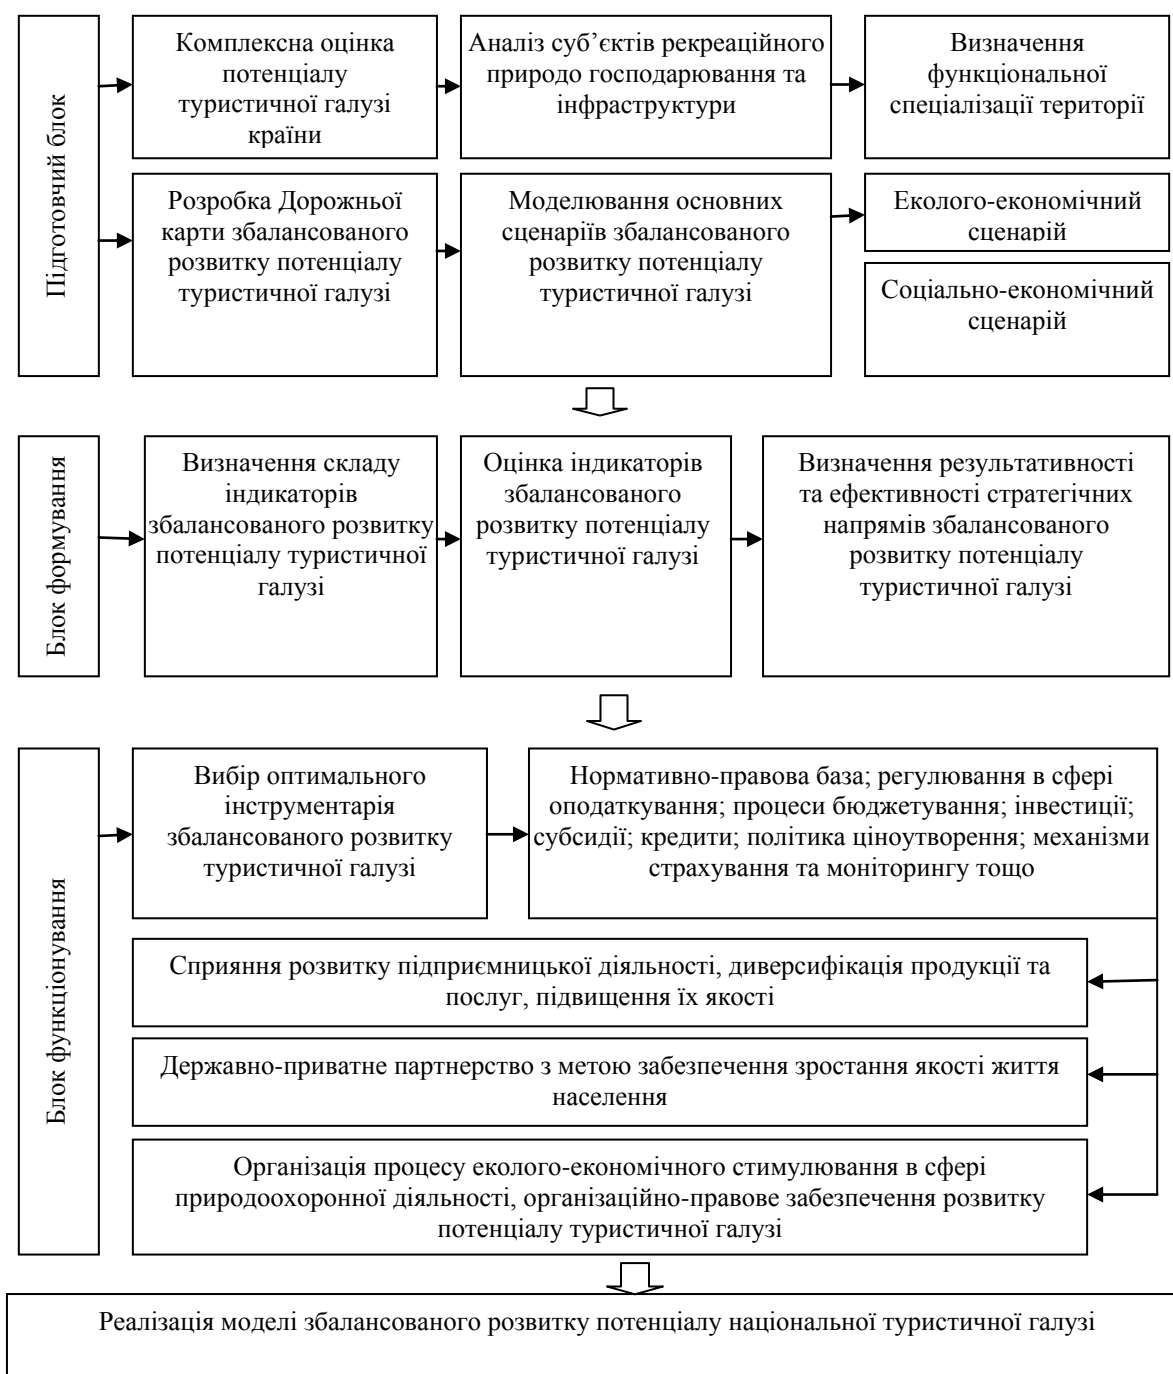 Підготовчий блок
Комплексна оцінка
потенціалу
туристичної галузі
країни
Аналіз суб’єктів рекреаційного
природо господарювання та
інфраструктури
Визначення
функціональної
спеціалізації території
Розробка Дорожньої
карти збалансованого
розвитку потенціалу
туристичної галузі
Моделювання основних
сценаріїв збалансованого
розвитку потенціалу
туристичної галузі
Еколого-економічний
сценарій
Соціально-економічний
сценарій
Блок формування
Визначення складу
індикаторів
збалансованого розвитку
потенціалу туристичної
галузі
Оцінка індикаторів
збалансованого
розвитку потенціалу
туристичної галузі
Визначення результативності
та ефективності стратегічних
напрямів збалансованого
розвитку потенціалу
туристичної галузі
Блок функціонування
Вибір оптимального
інструментарія
збалансованого розвитку
туристичної галузі
Нормативно-правова база; регулювання в сфері
оподаткування; процеси бюджетування; інвестиції;
субсидії; кредити; політика ціноутворення; механізми
страхування та моніторингу тощо
Сприяння розвитку підприємницької діяльності, диверсифікація продукції та
послуг, підвищення їх якості
Державно-приватне партнерство з метою забезпечення зростання якості життя
населення
Організація процесу еколого-економічного стимулювання в сфері
природоохоронної діяльності, організаційно-правове забезпечення розвитку
потенціалу туристичної галузі
Реалізація моделі збалансованого розвитку потенціалу національної туристичної галузі